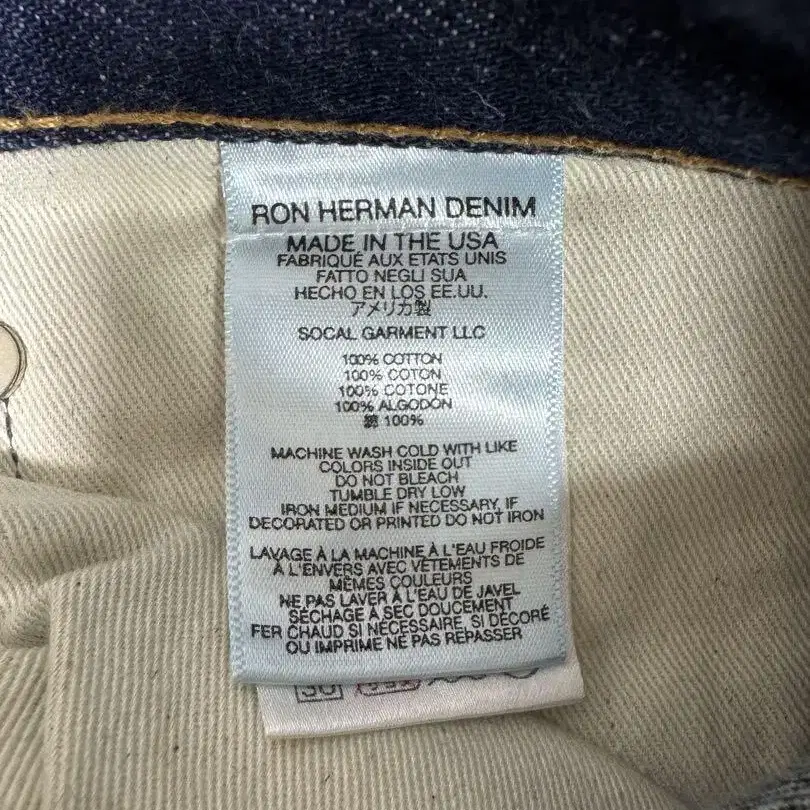 RON HERMAN DENIM
MADE IN THE USA
FABRIQUÉ AUX ETATS UNIS
FATTO NEGLI SUA
HECHO EN LOS EE.UU.
アメリカ製
SOCAL GARMENT LLC
100% COTTON
100% COTON
100% COTONE
100% ALGODÓN
綿 100%
MACHINE WASH COLD WITH LIKE
COLORS INSIDE OUT
DO NOT BLEACH
TUMBLE DRY LOW
IRON MEDIUM IF NECESSARY, IF
DECORATED OR PRINTED DO NOT IRON
LAVAGE À LA MACHINE À L'EAU FROIDE
À L'ENVERS AVEC VÊTEMENTS DE
MÊMES COULEURS
NE PAS LAVER À L'EAU DE JAVEL
SÉCHAGE À SEC DOUCEMENT
FER CHAUD SI NÉCESSAIRE, SI DÉCORÉ
OU IMPRIME NE PAS REPASSER